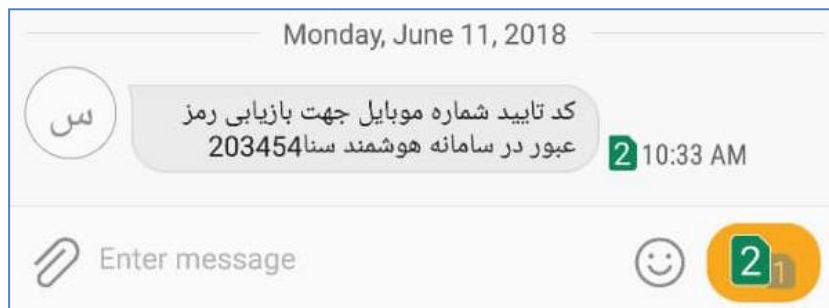 Monday, June 11, 2018
س
کد تایید شماره موبایل جهت بازیابی رمز
عبور در سامانه هوشمند سنا203454
2 10:33 AM
Enter message
2
1